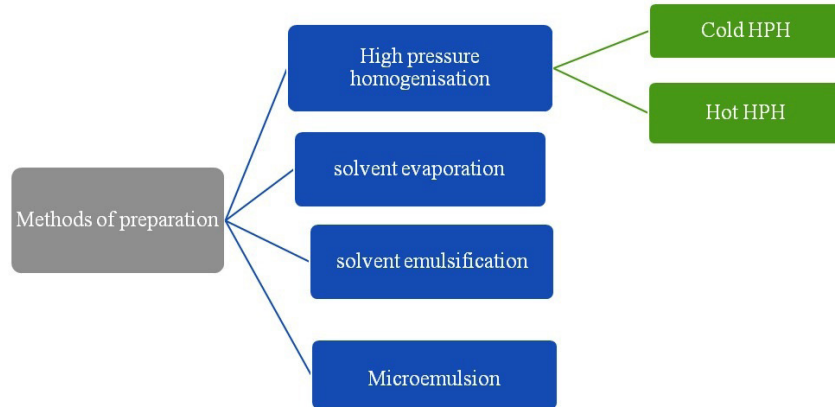 Methods of preparation
High pressure
homogenisation
Cold HPH
Hot HPH
solvent evaporation
solvent emulsification
Microemulsion